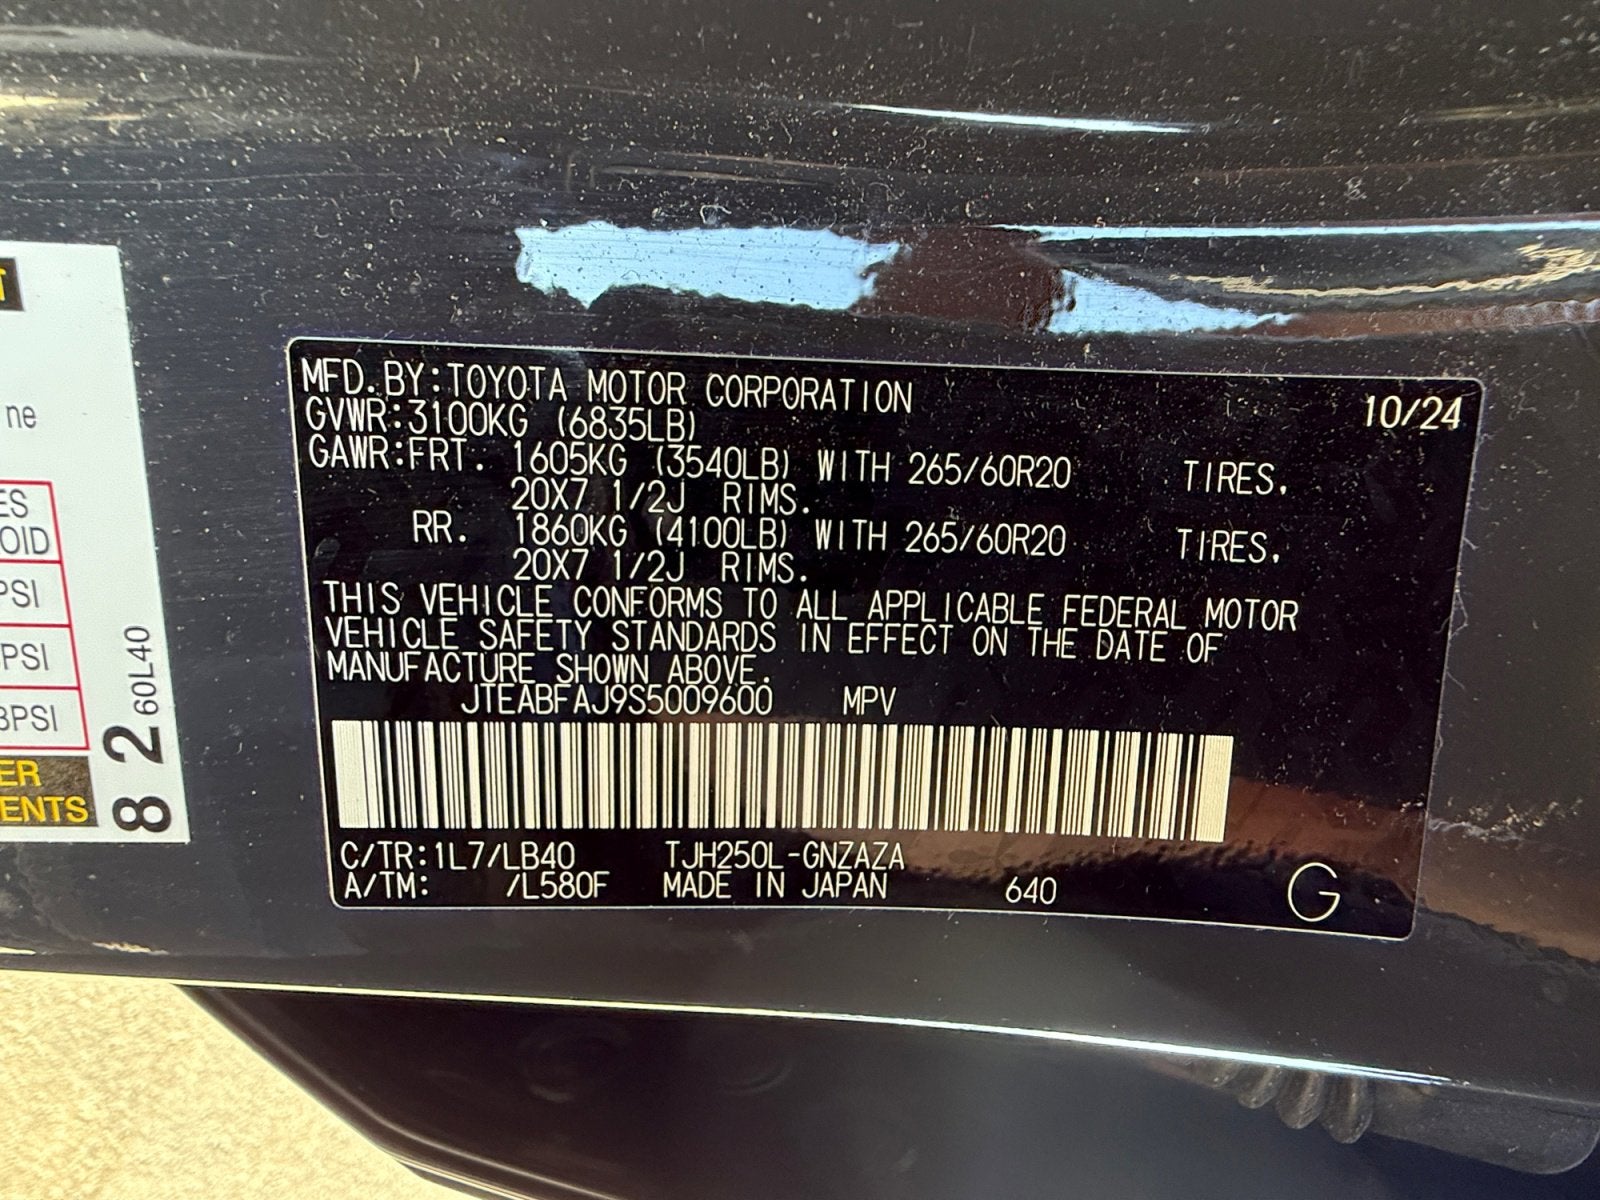 T
ne
ES
OID
PSI
PSI
3PSI
ER
ENTS
8 2 60L40
MFD.BY:TOYOTA MOTOR CORPORATION 10/24
GVWR:3100KG (6835LB)
GAWR:FRT. 1605KG (3540LB) WITH 265/60R20 TIRES,
20X7 1/2J RIMS.
RR. 1860KG (4100LB) WITH 265/60R20 TIRES,
20X7 1/2J RIMS.
THIS VEHICLE CONFORMS TO ALL APPLICABLE FEDERAL MOTOR
VEHICLE SAFETY STANDARDS IN EFFECT ON THE DATE OF
MANUFACTURE SHOWN ABOVE.
JTEABFAJ9S5009600 MPV
C/TR:1L7/LB40 TJH250L-GNZAZA
A/TM: /L580F MADE IN JAPAN 640 G